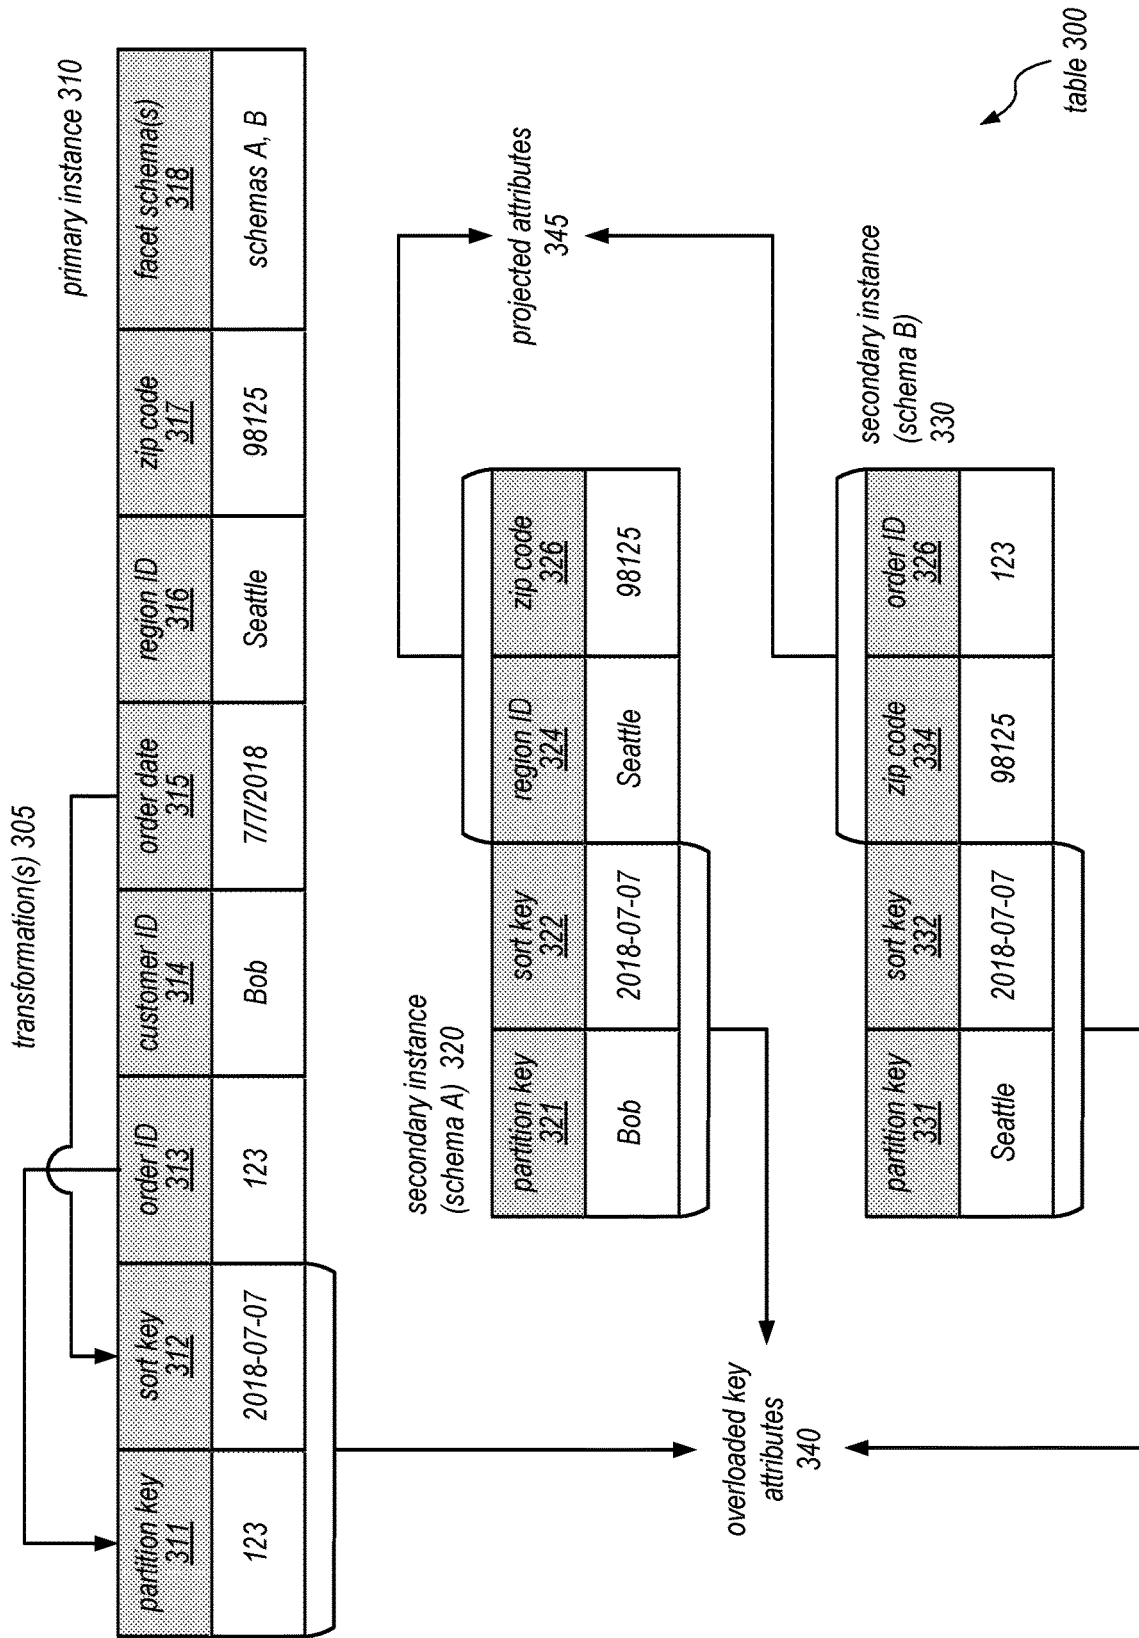 transformation(s) 305
primary instance 310
partition key
311
sort key
312
order ID
313
customer ID
314
order date
315
region ID
316
zip code
317
facet schema(s)
318
123
2018-07-07
123
Bob
7/7/2018
Seattle
98125
schemas A, B
secondary instance
(schema A) 320
partition key
321
sort key
322
region ID
324
zip code
326
Bob
2018-07-07
Seattle
98125
projected attributes
345
overloaded key
attributes
340
secondary instance
(schema B)
330
partition key
331
sort key
332
zip code
334
order ID
326
Seattle
2018-07-07
98125
123
table 300